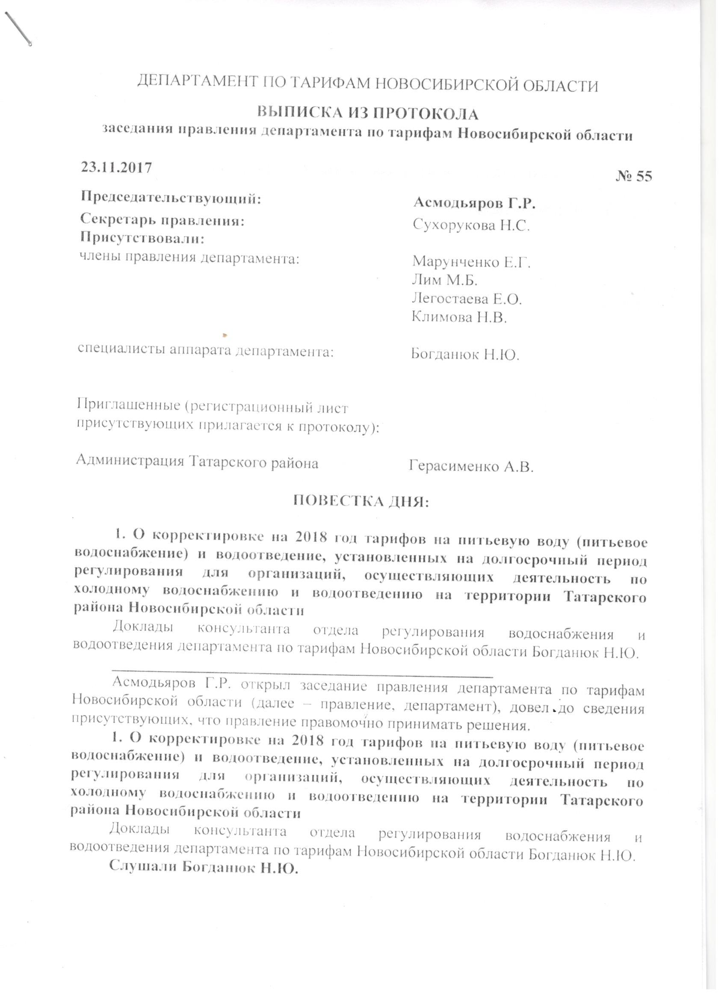 ДЕПАРТАМЕНТ ПО ТАРИФАМ НОВОСИБИРСКОЙ ОБЛАСТИ
ВЫПИСКА ИЗ ПРОТОКОЛА
заседания правления департамента по тарифам Новосибирской области
23.11.2017 № 55
Председательствующий: Асмодьяров Г.Р.
Секретарь правления: Сухорукова Н.С.
Присутствовали:
члены правления департамента: Марунченко Е.Г.
Лим М.Б.
Легостаева Е.О.
Климова Н.В.
специалисты аппарата департамента: Богданюк Н.Ю.
Приглашенные (регистрационный лист
присутствующих прилагается к протоколу):
Администрация Татарского района Герасименко А.В.
ПОВЕСТКА ДНЯ:
1. О корректировке на 2018 год тарифов на питьевую воду (питьевое
водоснабжение) и водоотведение, установленных на долгосрочный период
регулирования для организаций, осуществляющих деятельность по
холодному водоснабжению и водоотведению на территории Татарского
района Новосибирской области
Доклады консультанта отдела регулирования водоснабжения и
водоотведения департамента по тарифам Новосибирской области Богданюк Н.Ю.
Асмодьяров Г.Р. открыл заседание правления департамента по тарифам
Новосибирской области (далее – правление, департамент), довел до сведения
присутствующих, что правление правомочно принимать решения.
1. О корректировке на 2018 год тарифов на питьевую воду (питьевое
водоснабжение) и водоотведение, установленных на долгосрочный период
регулирования для организаций, осуществляющих деятельность по
холодному водоснабжению и водоотведению на территории Татарского
района Новосибирской области
Доклады консультанта отдела регулирования водоснабжения и
водоотведения департамента по тарифам Новосибирской области Богданюк Н.Ю.
Слушали Богданюк Н.Ю.